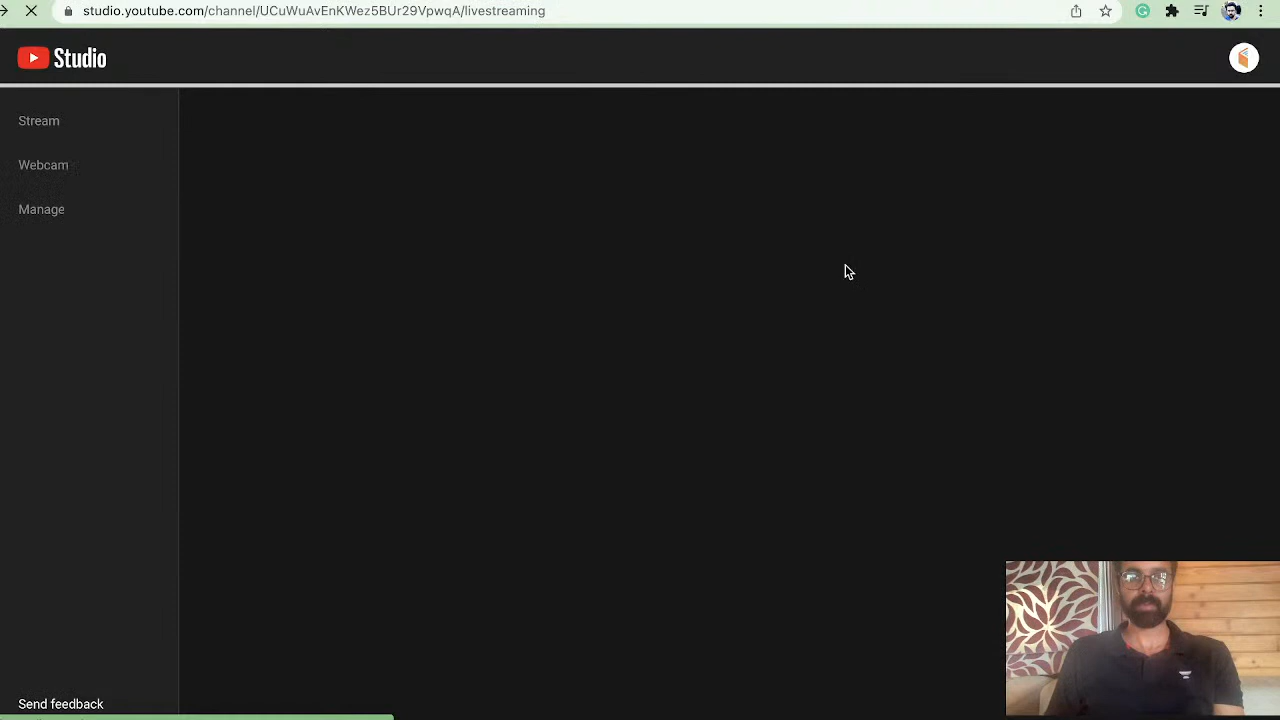 studio.youtube.com/channel/UCuWuAvEnKWez5BUr29VpwqA/livestreaming
Studio
Stream
Webcam
Manage
Send feedback